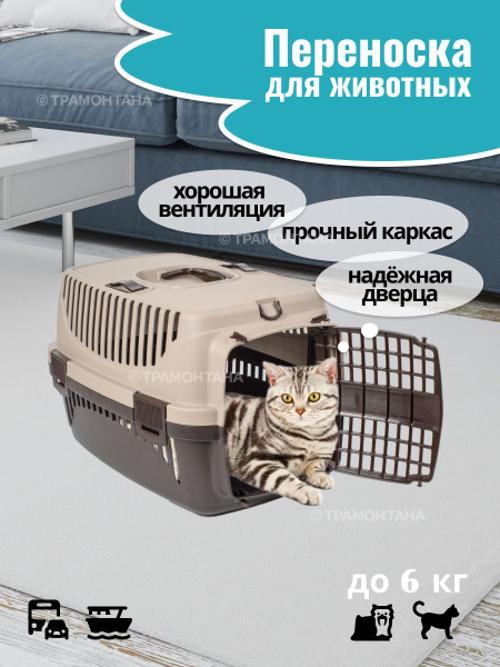 Переноска
для животных
© ТРАМОНТАНА
хорошая
вентиляция
© ТРАМОНТАНА
прочный каркас
надёжная
дверца
© ТРАМОНТАНА
© ТРАМОНТАНА
до 6 кг